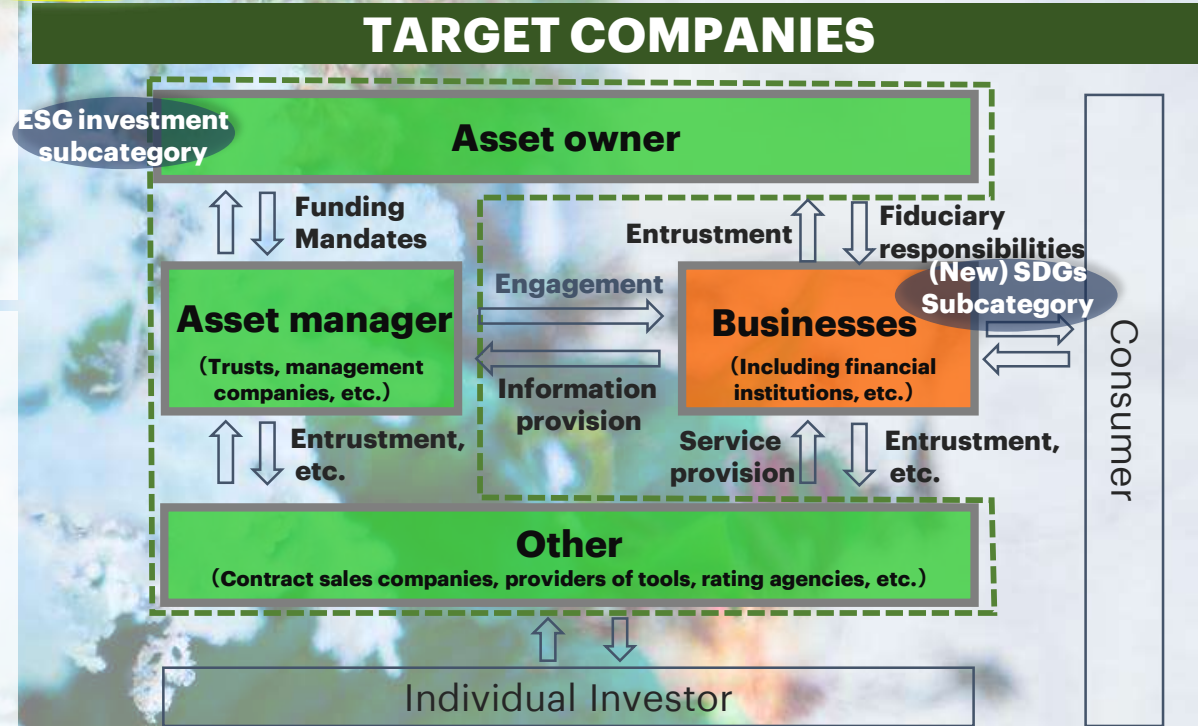 TARGET COMPANIES
ESG investment
subcategory
Asset owner
Funding
Mandates
Entrustment
Fiduciary
responsibilities
(New) SDGs
Subcategory
Engagement
Asset manager
（Trusts, management
companies, etc.）
Businesses
（Including financial
institutions, etc.）
Information
provision
Consumer
Entrustment,
etc.
Service
provision
Entrustment,
etc.
Other
（Contract sales companies, providers of tools, rating agencies, etc.）
Individual Investor